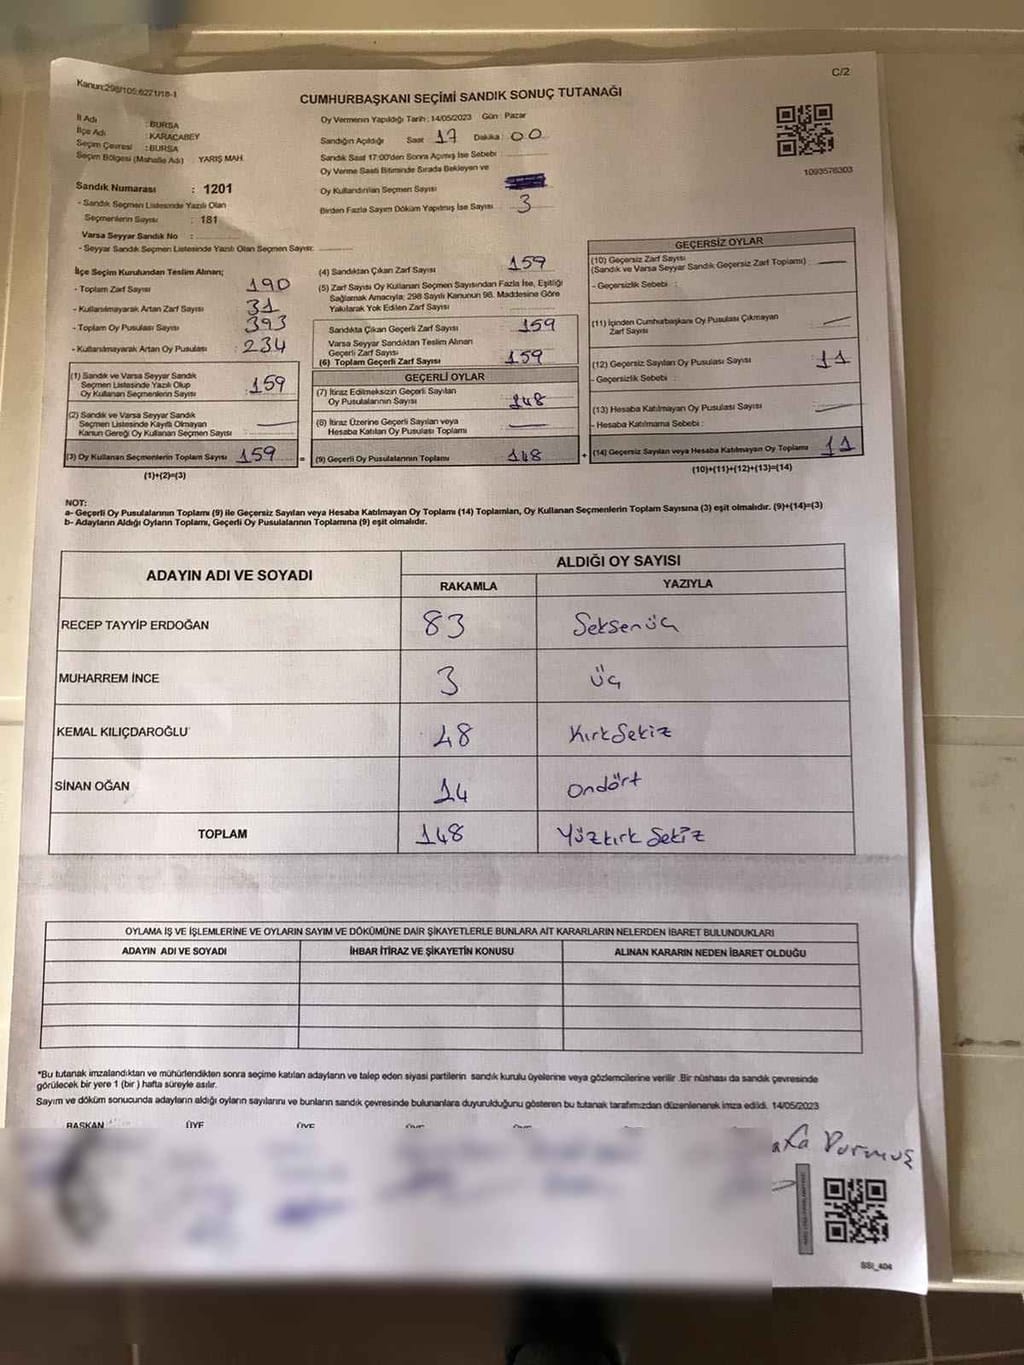 Kanun:298/105:6271/18-1
C/2
CUMHURBAŞKANI SEÇİMİ SANDIK SONUÇ TUTANAĞI
İl Adı : BURSA
İlçe Adı : KARACABEY
Seçim Çevresi : BURSA
Seçim Bölgesi (Mahalle Adı) YARIŞ MAH.
Sandık Numarası : 1201
- Sandık Seçmen Listesinde Yazılı Olan
Seçmenlerin Sayısı : 181
Varsa Seyyar Sandık No :
- Seyyar Sandık Seçmen Listesinde Yazılı Olan Seçmen Sayısı:
Oy Vermenin Yapıldığı Tarih : 14/05/2023 Gün : Pazar
Sandığın Açıldığı Saat 17 Dakika : 00
Sandık Saat 17:00'den Sonra Açımış İse Sebebi :
Oy Verme Saati Bitiminde Sırada Bekleyen ve
Oy Kullandırılan Seçmen Sayısı
Birden Fazla Sayım Döküm Yapılmış İse Sayısı : 3
1093576303
İlçe Seçim Kurulundan Teslim Alınan;
- Toplam Zarf Sayısı : 190
- Kullanılmayarak Artan Zarf Sayısı : 31
- Toplam Oy Pusulası Sayısı : 393
- Kullanılmayarak Artan Oy Pusulası : 234
(1) Sandık ve Varsa Seyyar Sandık
Seçmen Listesinde Yazılı Olup
Oy Kullanan Seçmenlerin Sayısı : 159
(2) Sandık ve Varsa Seyyar Sandık
Seçmen Listesinde Kayıtlı Olmayan
Kanun Gereği Oy Kullanan Seçmen Sayısı
(3) Oy Kullanan Seçmenlerin Toplam Sayısı 159 =
(1)+(2)=(3)
(4) Sandıktan Çıkan Zarf Sayısı : 159
(5) Zarf Sayısı Oy Kullanan Seçmen Sayısından Fazla İse, Eşitliği
Sağlamak Amacıyla; 298 Sayılı Kanunun 98. Maddesine Göre
Yakılarak Yok Edilen Zarf Sayısı :
Sandıkta Çıkan Geçerli Zarf Sayısı : 159
Varsa Seyyar Sandıktan Teslim Alınan
Geçerli Zarf Sayısı :
(6) Toplam Geçerli Zarf Sayısı : 159
GEÇERLİ OYLAR
(7) İtiraz Edilmeksizin Geçerli Sayılan
Oy Pusulalarının Sayısı : 148
(8) İtiraz Üzerine Geçerli Sayılan veya
Hesaba Katılan Oy Pusulası Toplamı
(9) Geçerli Oy Pusulalarının Toplamı : 148 +
GEÇERSİZ OYLAR
(10) Geçersiz Zarf Sayısı
(Sandık ve Varsa Seyyar Sandık Geçersiz Zarf Toplamı) :
- Geçersizlik Sebebi :
(11) İçinden Cumhurbaşkanı Oy Pusulası Çıkmayan
Zarf Sayısı
(12) Geçersiz Sayılan Oy Pusulası Sayısı : 11
- Geçersizlik Sebebi :
(13) Hesaba Katılmayan Oy Pusulası Sayısı :
- Hesaba Katılmama Sebebi :
(14) Geçersiz Sayılan veya Hesaba Katılmayan Oy Toplamı : 11
(10)+(11)+(12)+(13)=(14)
NOT:
a- Geçerli Oy Pusulalarının Toplamı (9) ile Geçersiz Sayılan veya Hesaba Katılmayan Oy Toplamı (14) Toplamları, Oy Kullanan Seçmenlerin Toplam Sayısına (3) eşit olmalıdır. (9)+(14)=(3)
b- Adayların Aldığı Oyların Toplamı, Geçerli Oy Pusulalarının Toplamına (9) eşit olmalıdır.
ADAYIN ADI VE SOYADI
ALDIĞI OY SAYISI
RAKAMLA YAZIYLA
RECEP TAYYİP ERDOĞAN 83 Seksenüç
MUHARREM İNCE 3 Üç
KEMAL KILIÇDAROĞLU 48 KırkSekiz
SİNAN OĞAN 14 Ondört
TOPLAM 148 Yüzkırk Sekiz
OYLAMA İŞ VE İŞLEMLERİNE VE OYLARIN SAYIM VE DÖKÜMÜNE DAİR ŞİKAYETLERLE BUNLARA AİT KARARLARIN NELERDEN İBARET BULUNDUKLARI
ADAYIN ADI VE SOYADI İHBAR İTİRAZ VE ŞİKAYETİN KONUSU ALINAN KARARIN NEDEN İBARET OLDUĞU
*Bu tutanak imzalandıktan ve mühürlendikten sonra seçime katılan adayların ve talep eden siyasi partilerin sandık kurulu üyelerine veya gözlemcilerine verilir .Bir nüshası da sandık çevresinde
görülecek bir yere 1 (bir ) hafta süreyle asılır.
Sayım ve döküm sonucunda adayların aldığı oyların sayılarını ve bunların sandık çevresinde bulunanlara duyurulduğunu gösteren bu tutanak tarafımızdan düzenlenerek imza edildi. 14/05/2023
BAŞKAN ÜYE ÜYE
Durmuş
SSI_404